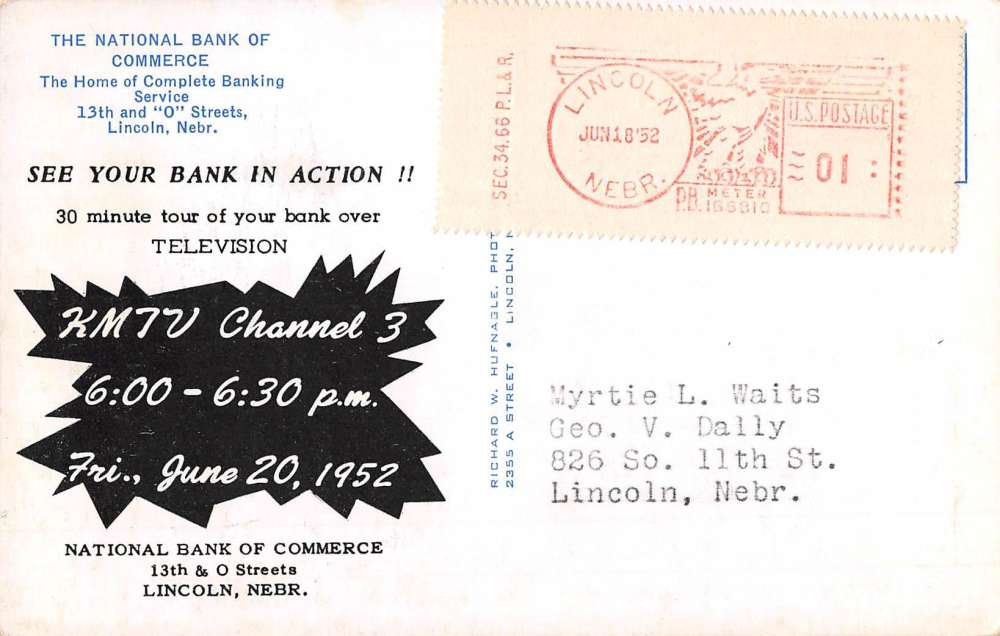 THE NATIONAL BANK OF
COMMERCE
The Home of Complete Banking
Service
13th and "O" Streets,
Lincoln, Nebr.
SEE YOUR BANK IN ACTION !!
30 minute tour of your bank over
TELEVISION
KMTV Channel 3
6:00 - 6:30 p.m.
Fri., June 20, 1952
NATIONAL BANK OF COMMERCE
13th & O Streets
LINCOLN, NEBR.
RICHARD W. HUFNAGLE, PHOT
2355 A STREET • LINCOLN, N
SEC. 34.66 P. L. & R.
LINCOLN
JUN 18 '52
NEBR.
P.B. METER
166910
U.S. POSTAGE
01
Myrtie L. Waits
Geo. V. Dally
826 So. 11th St.
Lincoln, Nebr.